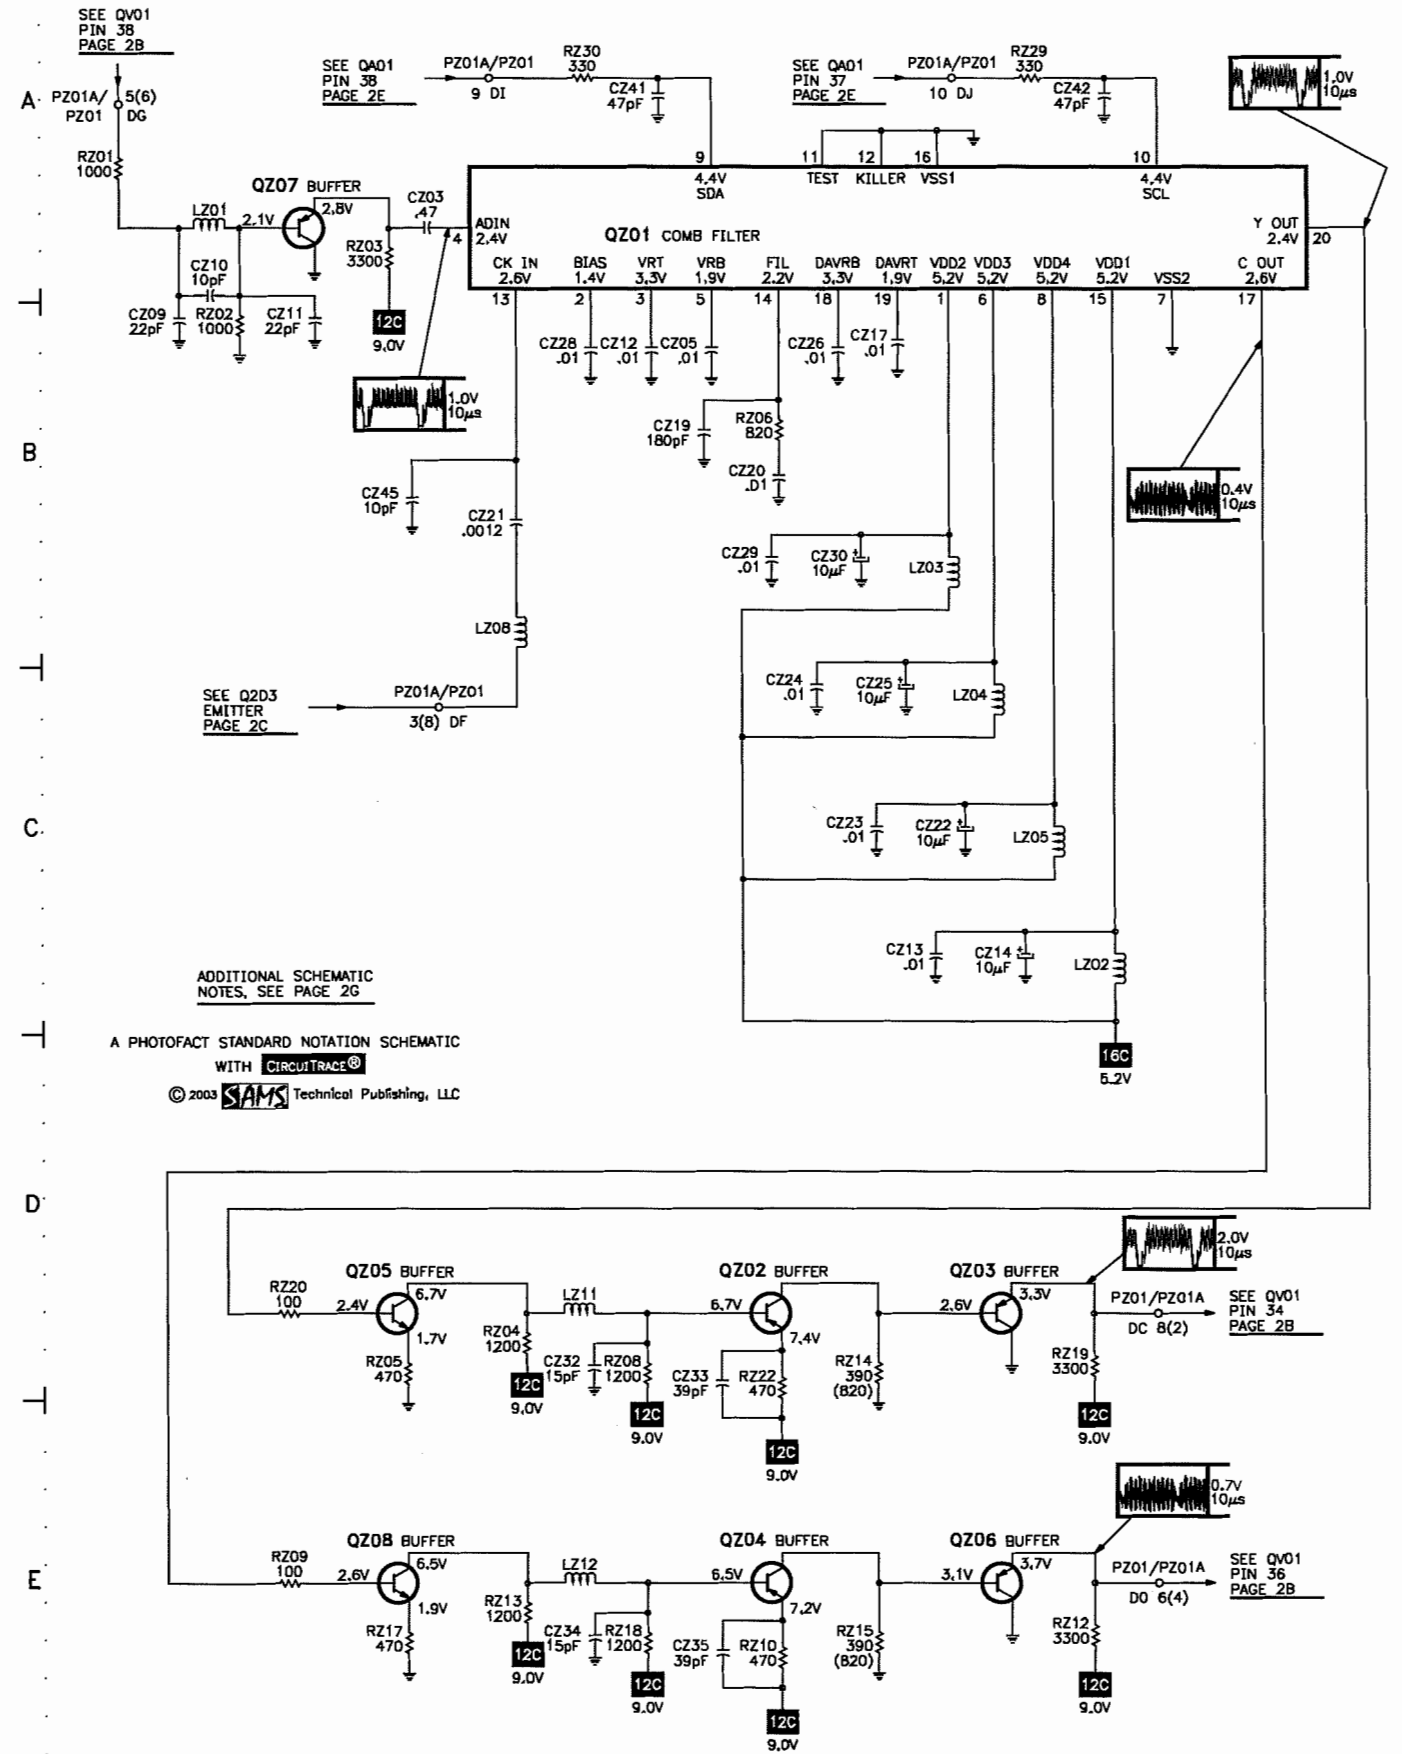 SEE QV01
PIN 38
PAGE 2B
A
PZ01A/ 5(6)
PZ01 DG
RZ01
1000
SEE QA01
PIN 38
PAGE 2E
PZ01A/PZ01
9 DI
RZ30
330
CZ41
47pF
SEE QA01
PIN 37
PAGE 2E
PZ01A/PZ01
10 DJ
RZ29
330
CZ42
47pF
1.0V
10µs
9 11 12 16 10
4.4V TEST KILLER VSS1 4.4V
SDA SCL
QZ07 BUFFER
LZ01
2.1V
2.8V
CZ03
.47
4
ADIN
2.4V
QZ01 COMB FILTER
Y OUT
2.4V
20
CZ10
10pF
RZ03
3300
CK IN BIAS VRT VRB FIL DAVRB DAVRT VDD2 VDD3 VDD4 VDD1 VSS2 C OUT
2.6V 1.4V 3.3V 1.9V 2.2V 3.3V 1.9V 5.2V 5.2V 5.2V 5.2V 2.6V
13 2 3 5 14 18 19 1 6 8 15 7 17
CZ09
22pF
RZ02
1000
CZ11
22pF
12C
9.0V
CZ28
.01
CZ12
.01
CZ05
.01
CZ26
.01
CZ17
.01
1.0V
10µs
B
CZ19
180pF
RZ06
820
CZ20
.01
0.4V
10µs
CZ45
10pF
CZ21
.0012
CZ29
.01
CZ30
10µF
LZ03
LZ08
CZ24
.01
CZ25
10µF
LZ04
SEE Q2D3
EMITTER
PAGE 2C
PZ01A/PZ01
3(8) DF
C
CZ23
.01
CZ22
10µF
LZ05
CZ13
.01
CZ14
10µF
LZ02
ADDITIONAL SCHEMATIC
NOTES, SEE PAGE 2G
16C
5.2V
A PHOTOFACT STANDARD NOTATION SCHEMATIC
WITH CIRCUITRACE®
© 2003 SAMS Technical Publishing, LLC
D
RZ20
100
QZ05 BUFFER
2.4V
6.7V
1.7V
RZ05
470
RZ04
1200
12C
9.0V
LZ11
CZ32
15pF
RZ08
1200
12C
9.0V
QZ02 BUFFER
6.7V
7.4V
CZ33
39pF
RZ22
470
12C
9.0V
RZ14
390
(820)
QZ03 BUFFER
2.6V
3.3V
2.0V
10µs
RZ19
3300
12C
9.0V
PZ01/PZ01A
DC 8(2)
SEE QV01
PIN 34
PAGE 2B
E
RZ09
100
QZ08 BUFFER
2.6V
6.5V
1.9V
RZ17
470
RZ13
1200
12C
9.0V
LZ12
CZ34
15pF
RZ18
1200
12C
9.0V
QZ04 BUFFER
6.5V
7.2V
CZ35
39pF
RZ10
470
12C
9.0V
RZ15
390
(820)
QZ06 BUFFER
3.1V
3.7V
0.7V
10µs
RZ12
3300
12C
9.0V
PZ01/PZ01A
DO 6(4)
SEE QV01
PIN 36
PAGE 2B